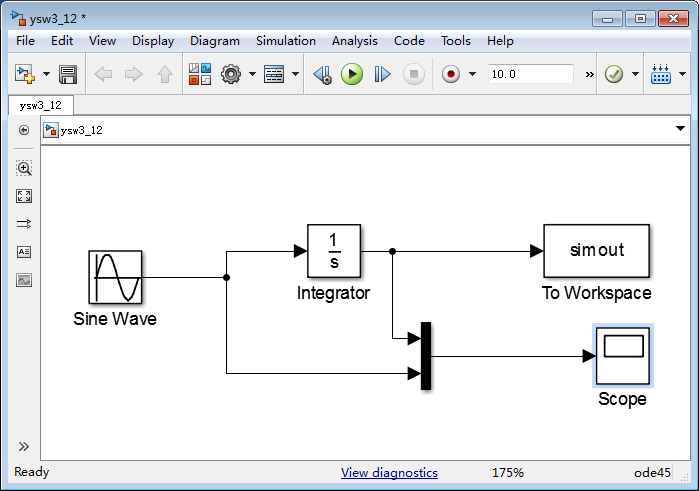 ysw3_12 *
File Edit View Display Diagram Simulation Analysis Code Tools Help
10.0 »
ysw3_12
ysw3_12
A
1
s
simout
Integrator
To Workspace
Sine Wave
Scope
»
Ready View diagnostics 175% ode45